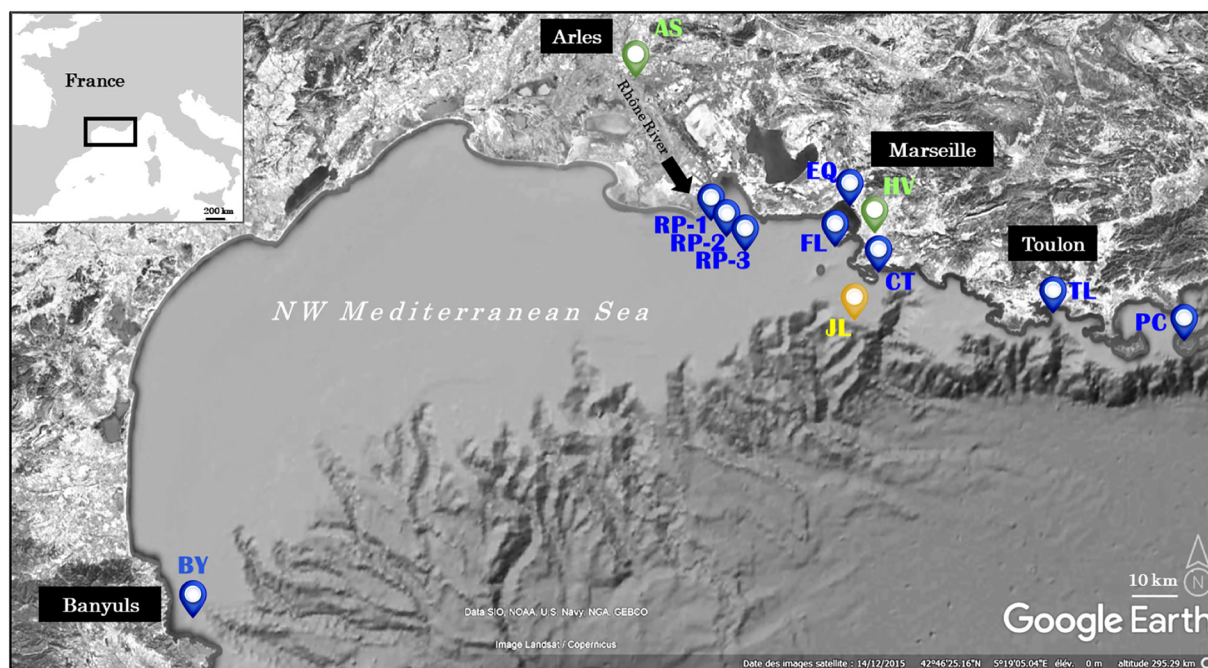 France
200 km
Arles
AS
Rhône River
Marseille
EQ
HV
RP-1
RP-2
RP-3
FL
CT
Toulon
TL
PC
JL
NW Mediterranean Sea
BY
Banyuls
10 km
N
Data SIO, NOAA, U.S. Navy, NGA, GEBCO
Image Landsat / Copernicus
Google Earth
Date des images satellite : 14/12/2015 42°46'25.16"N 5°19'05.04"E élév. 0 m altitude 295.29 km